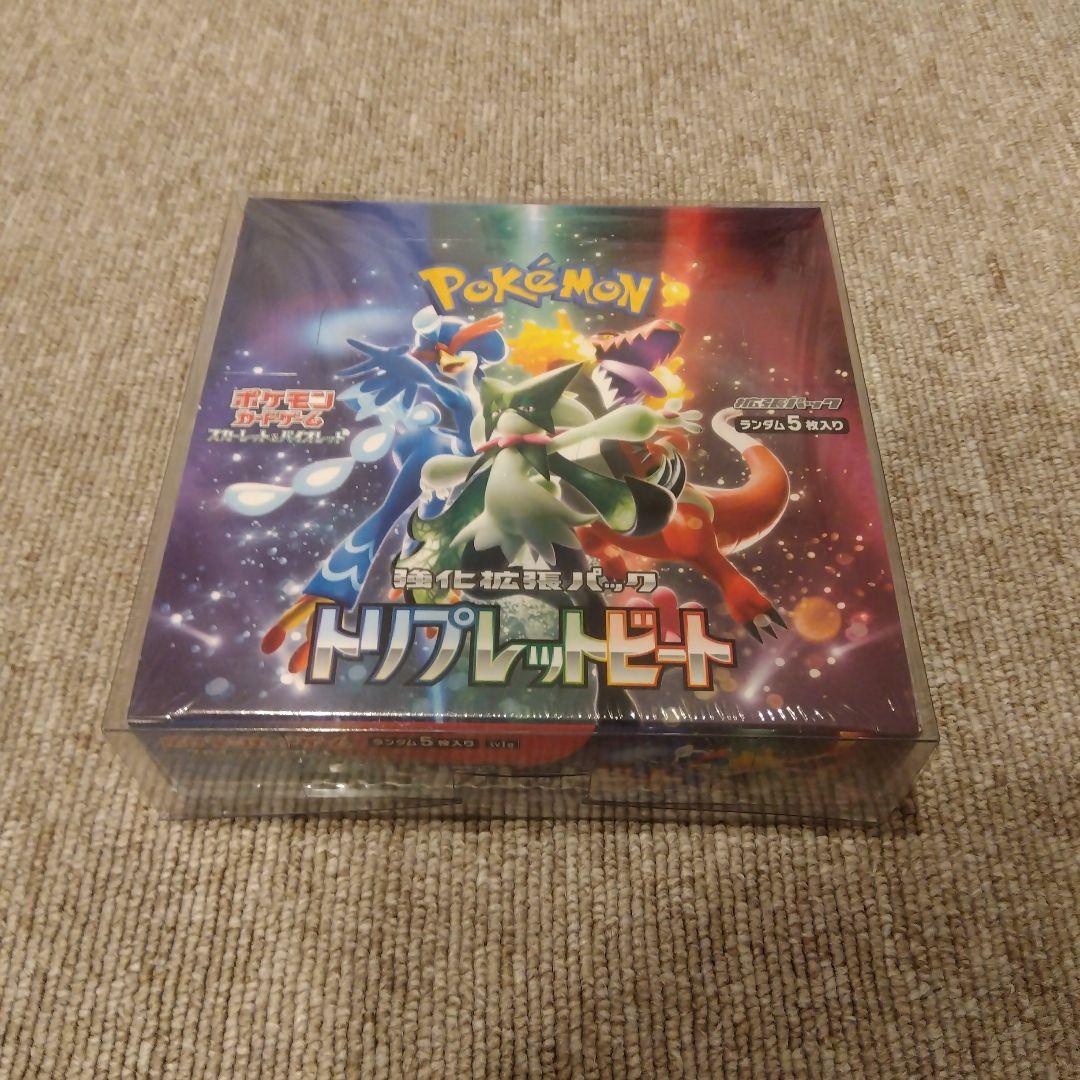 POKéMON
ポケモン
カードゲーム
スカーレット&バイオレット
拡張パック
ランダム5枚入り
強化拡張パック
トリプレットビート
ランダム5枚入り sv1a